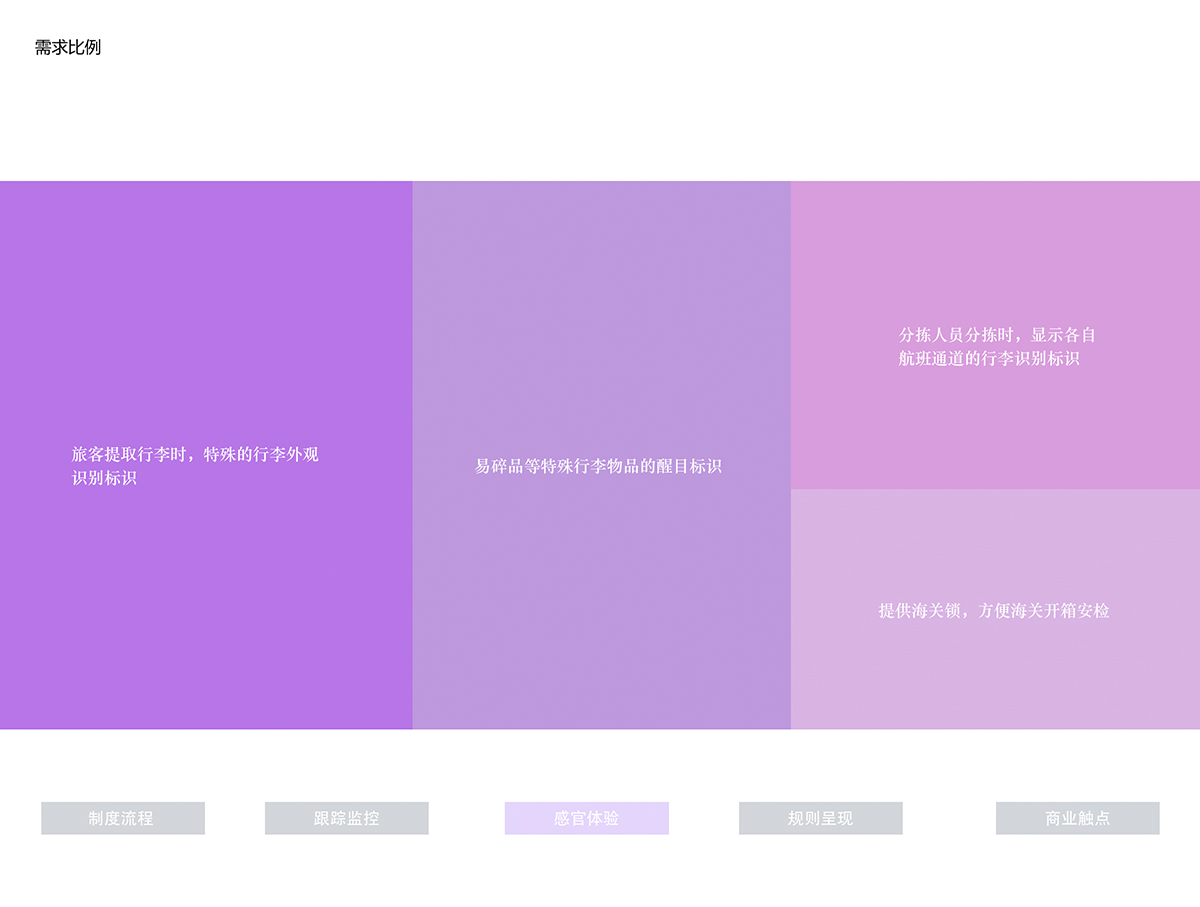 需求比例
旅客提取行李时，特殊的行李外观
识别标识
易碎品等特殊行李物品的醒目标识
分拣人员分拣时，显示各自
航班通道的行李识别标识
提供海关锁，方便海关开箱安检
制度流程
跟踪监控
感官体验
规则呈现
商业触点